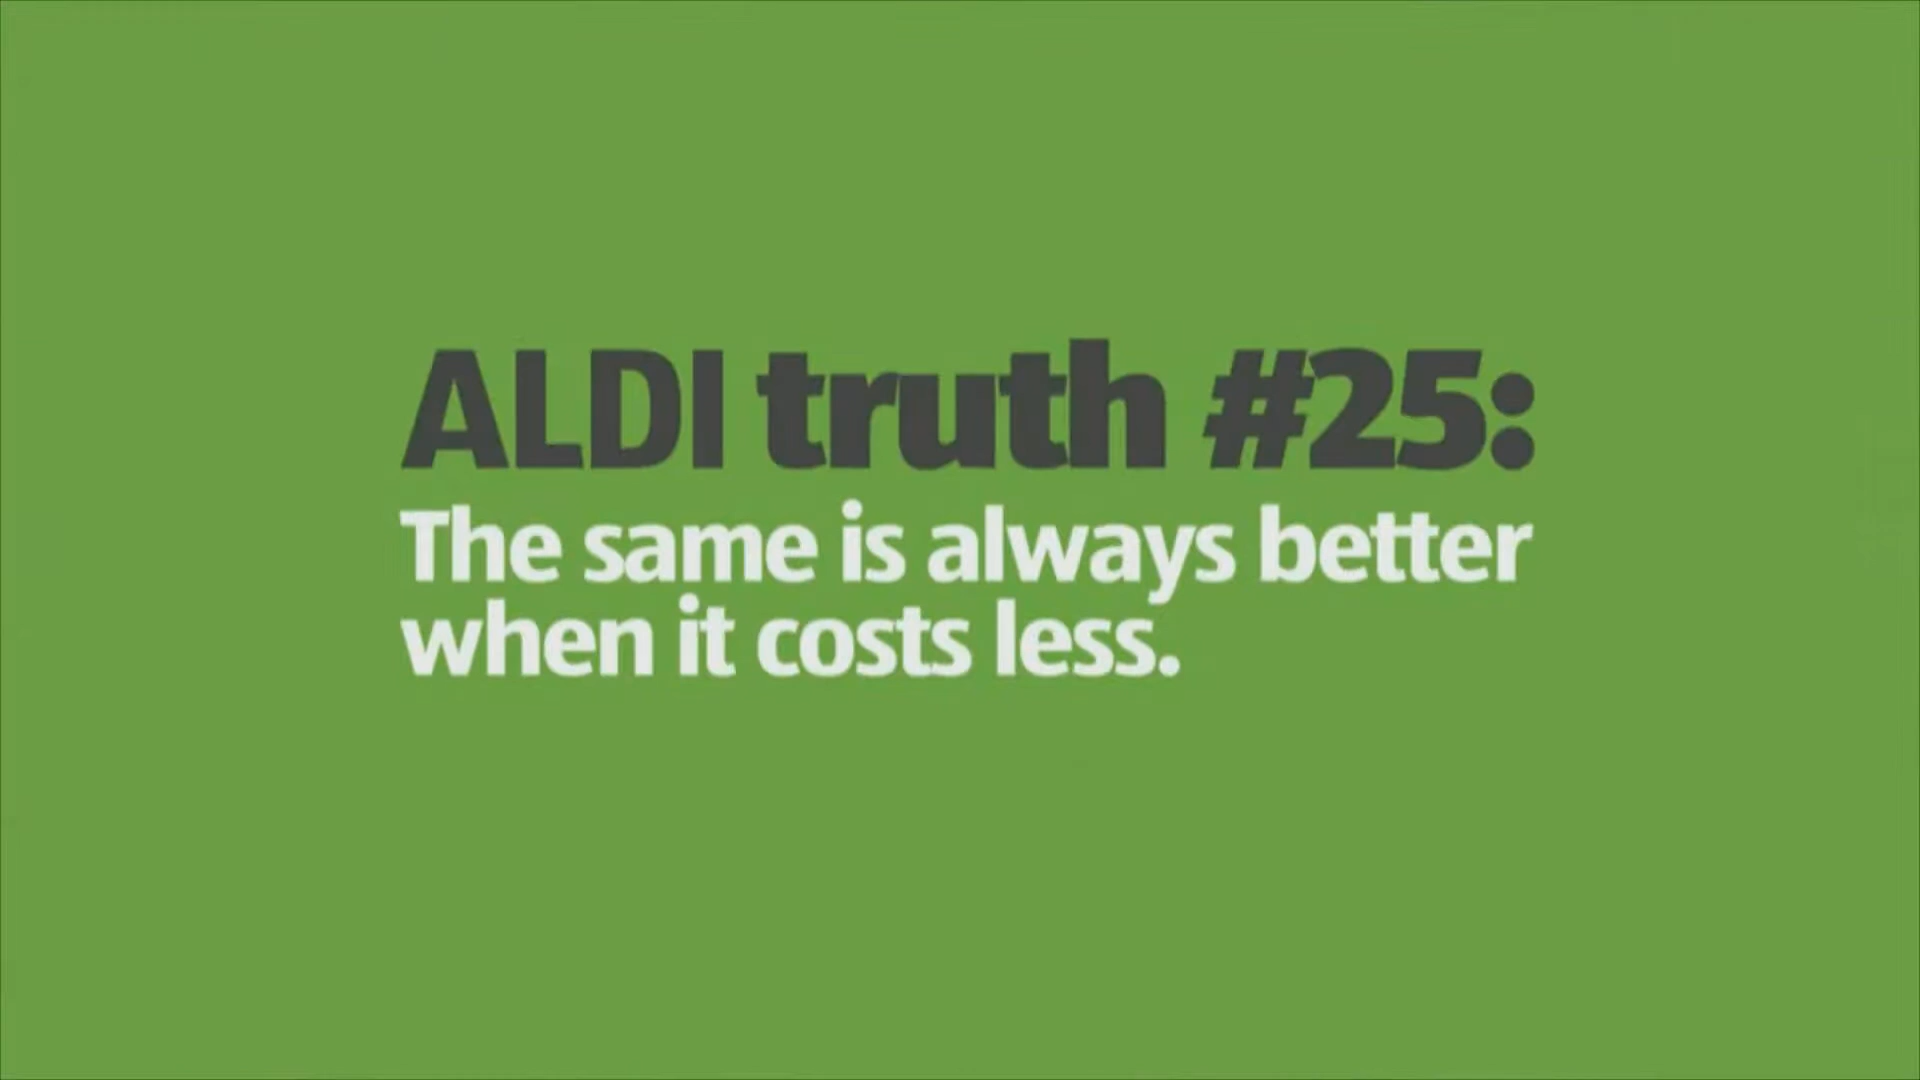 ALDI truth #25:
The same is always better
when it costs less.